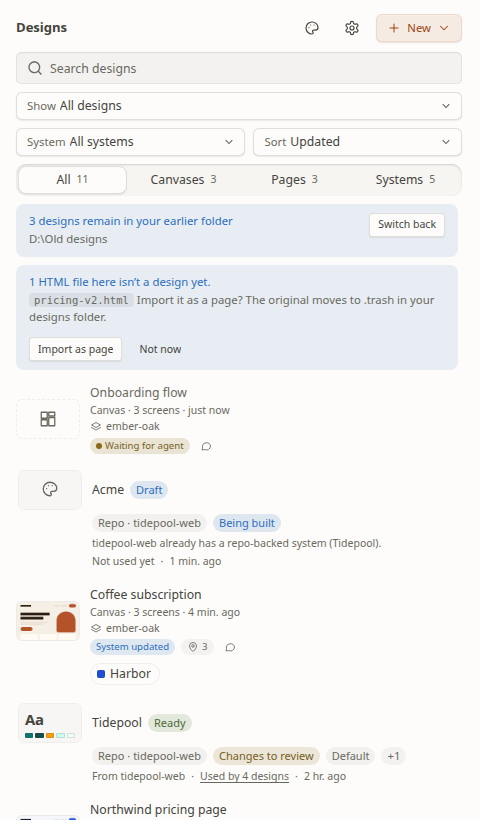 Designs
New
Search designs
Show All designs
System All systems
Sort Updated
All 11
Canvases 3
Pages 3
Systems 5
3 designs remain in your earlier folder
D:\Old designs
Switch back
1 HTML file here isn’t a design yet.
pricing-v2.html Import it as a page? The original moves to .trash in your
designs folder.
Import as page
Not now
Onboarding flow
Canvas · 3 screens · just now
ember-oak
Waiting for agent
Acme Draft
Repo · tidepool-web Being built
tidepool-web already has a repo-backed system (Tidepool).
Not used yet · 1 min. ago
Coffee subscription
Canvas · 3 screens · 4 min. ago
ember-oak
System updated 3
Harbor
Aa
Tidepool Ready
Repo · tidepool-web Changes to review Default +1
From tidepool-web · Used by 4 designs · 2 hr. ago
Northwind pricing page